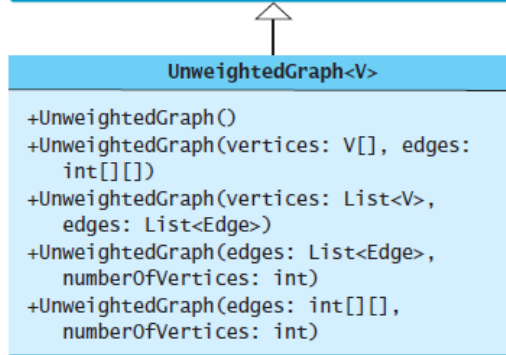 UnweightedGraph<V>
+UnweightedGraph()
+UnweightedGraph(vertices: V[], edges:
int[][])
+UnweightedGraph(vertices: List<V>,
edges: List<Edge>)
+UnweightedGraph(edges: List<Edge>,
numberOfVertices: int)
+UnweightedGraph(edges: int[][],
numberOfVertices: int)